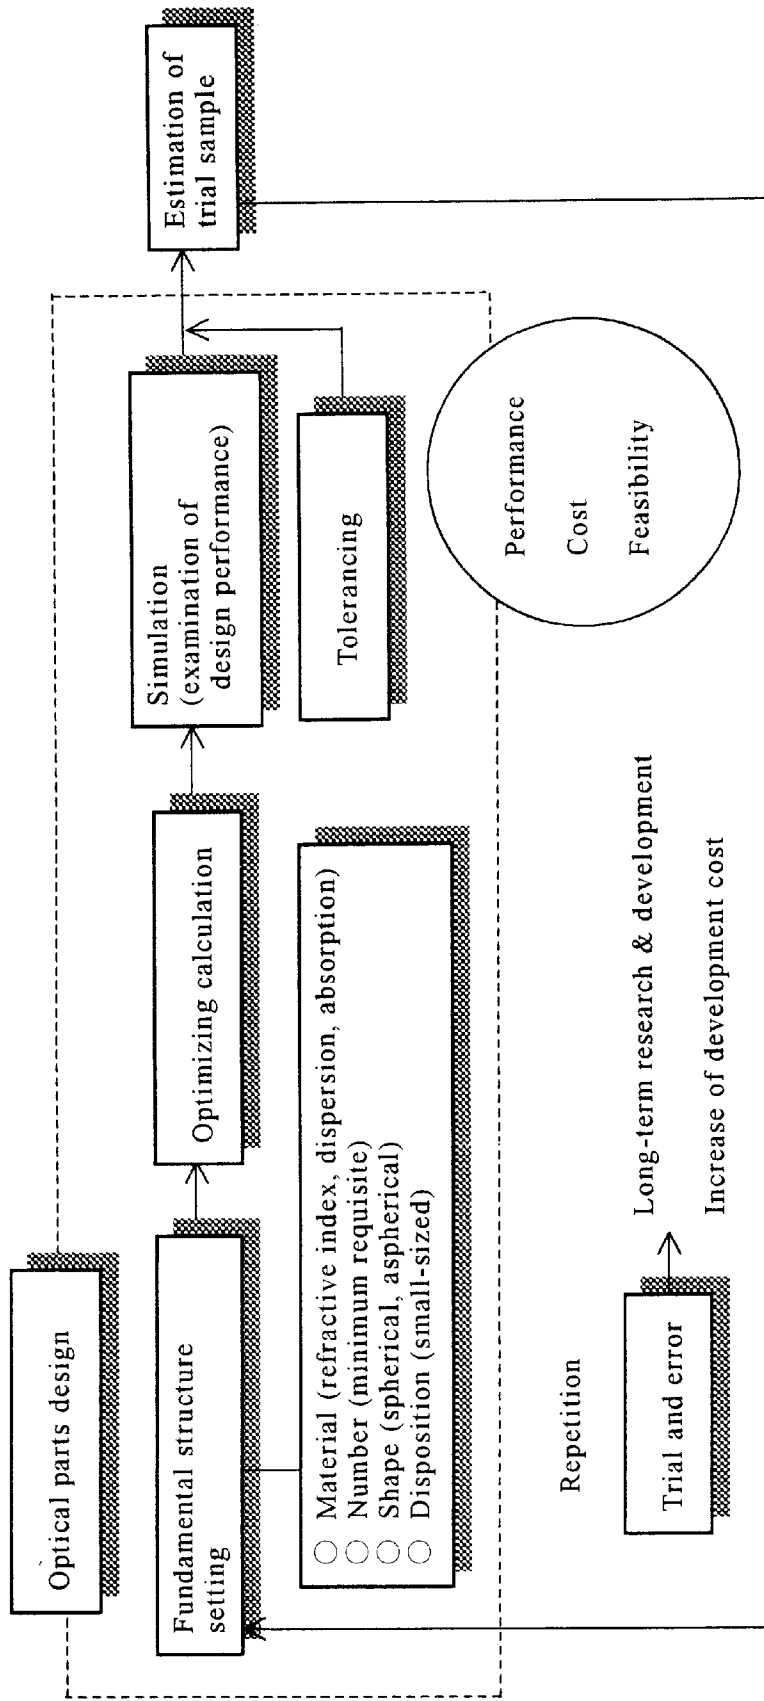 Optical parts design
Fundamental structure
setting
Optimizing calculation
Simulation
(examination of
design performance)
Estimation of
trial sample
○ Material (refractive index, dispersion, absorption)
○ Number (minimum requisite)
○ Shape (spherical, aspherical)
○ Disposition (small-sized)
Tolerancing
Performance
Cost
Feasibility
Repetition
Trial and error
Long-term research & development
Increase of development cost